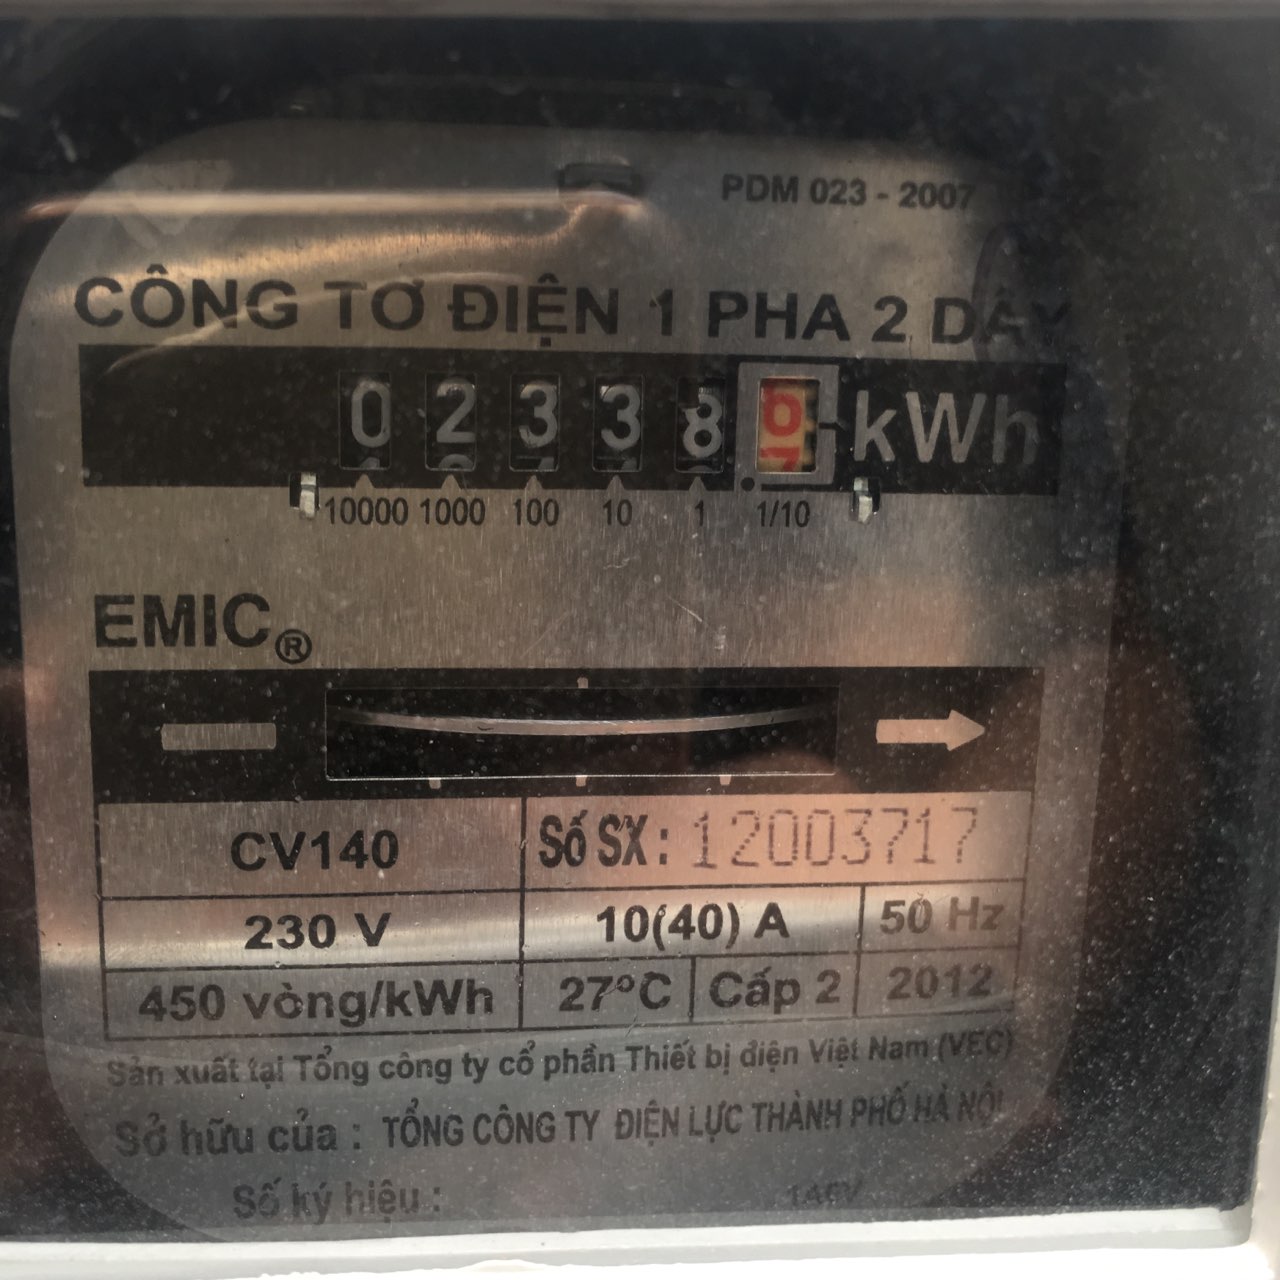 PDM 023 - 2007
CÔNG TƠ ĐIỆN 1 PHA 2 DÂY
0 2 3 3 8 6 kWh
10000 1000 100 10 1 1/10
EMIC®
CV140 Số SX: 12003717
230 V 10(40) A 50 Hz
450 vòng/kWh 27°C Cấp 2 2012
Sản xuất tại Tổng công ty cổ phần Thiết bị điện Việt Nam (VEC)
Sở hữu của : TỔNG CÔNG TY ĐIỆN LỰC THÀNH PHỐ HÀ NỘI
Số ký hiệu :